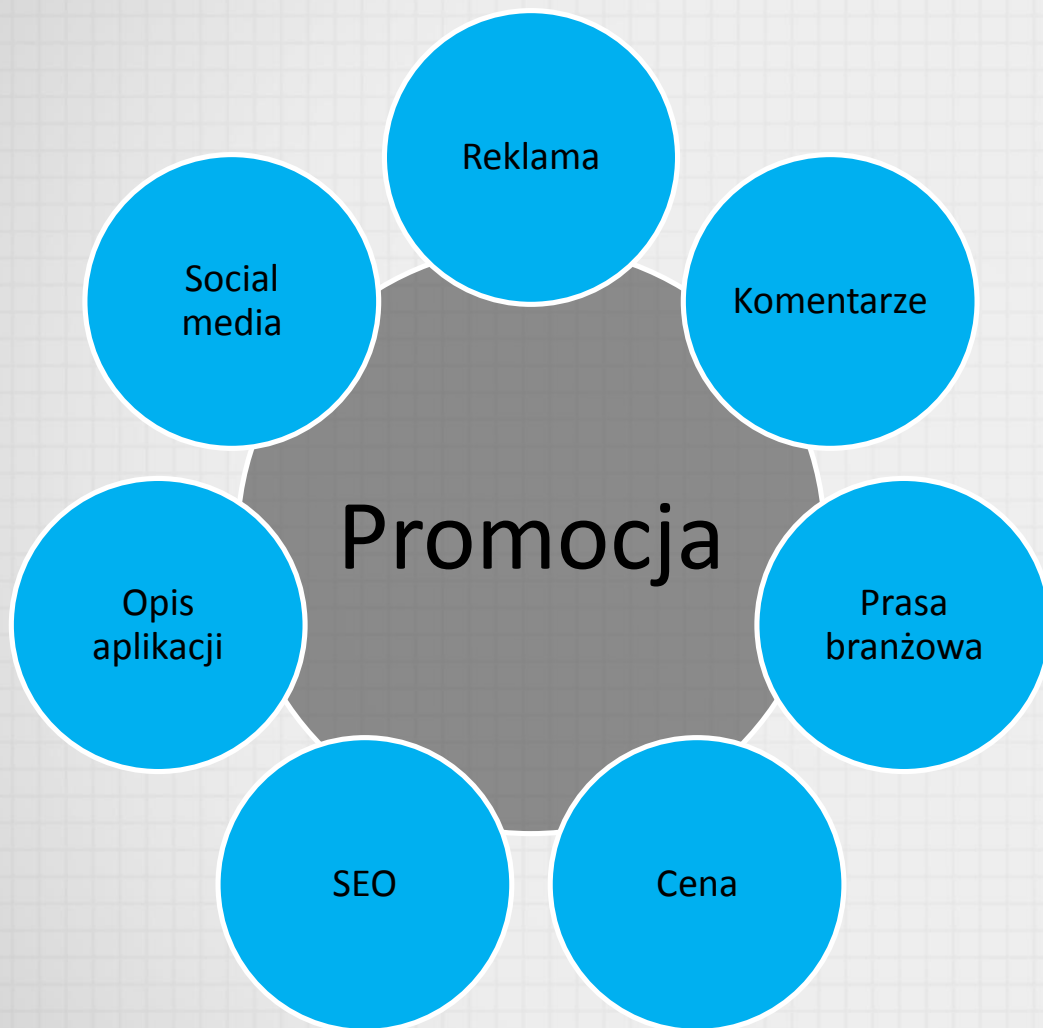 Reklama
Komentarze
Prasa
branżowa
Cena
SEO
Opis
aplikacji
Social
media
Promocja